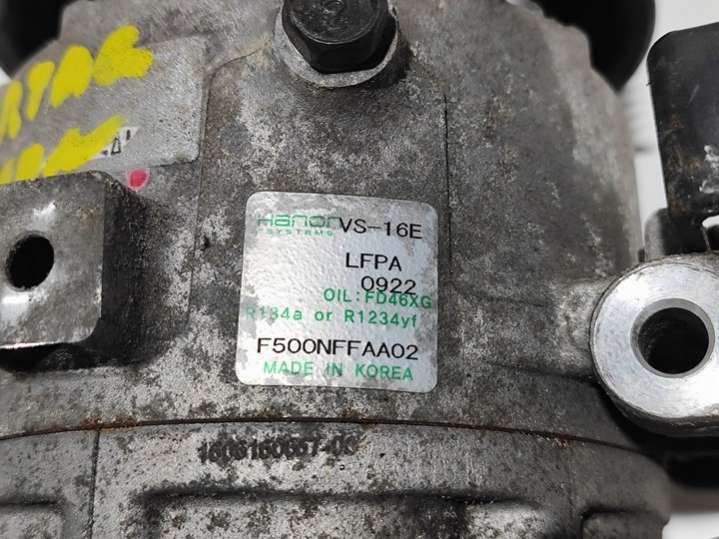 Hanon VS-16E
SYSTEMS
LFPA
0922
OIL: FD46XG
R134a or R1234yf
F500NFFAA02
MADE IN KOREA